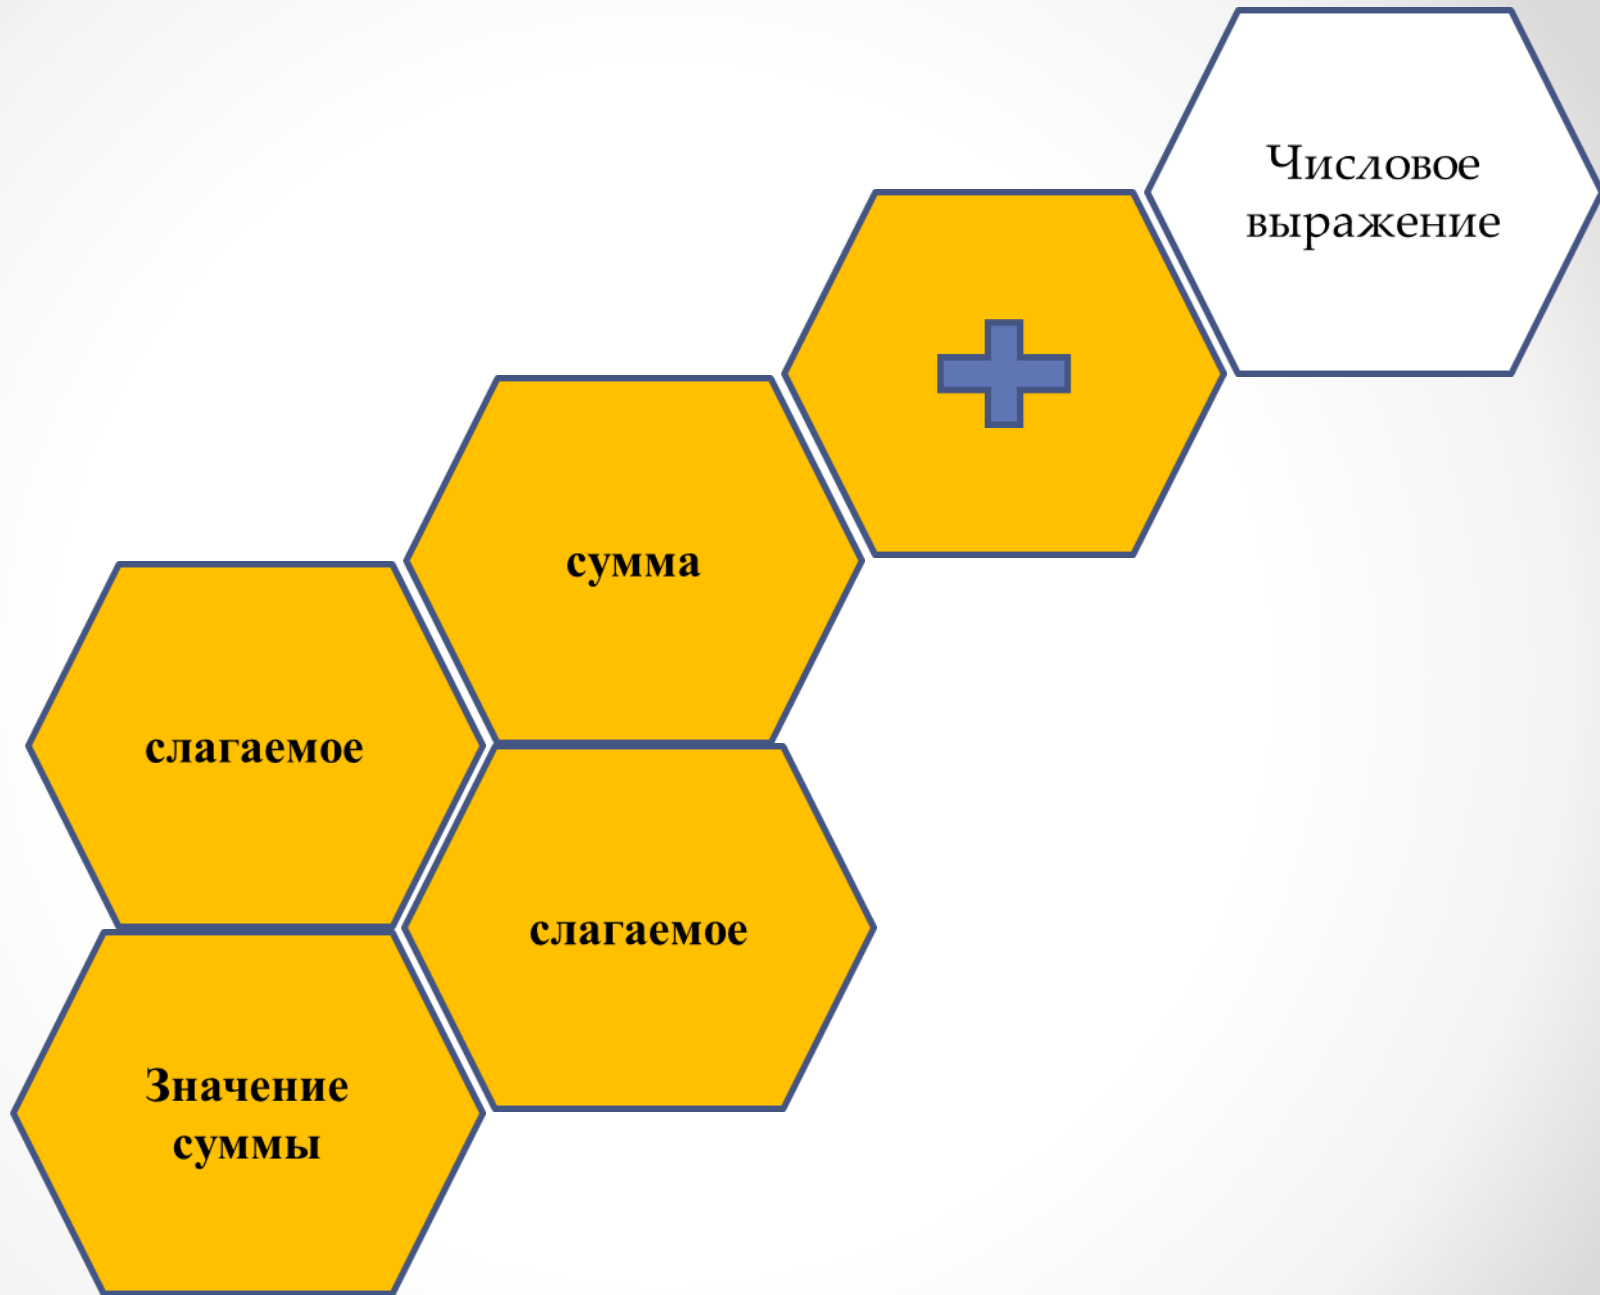 Числовое
выражение
сумма
слагаемое
слагаемое
Значение
суммы